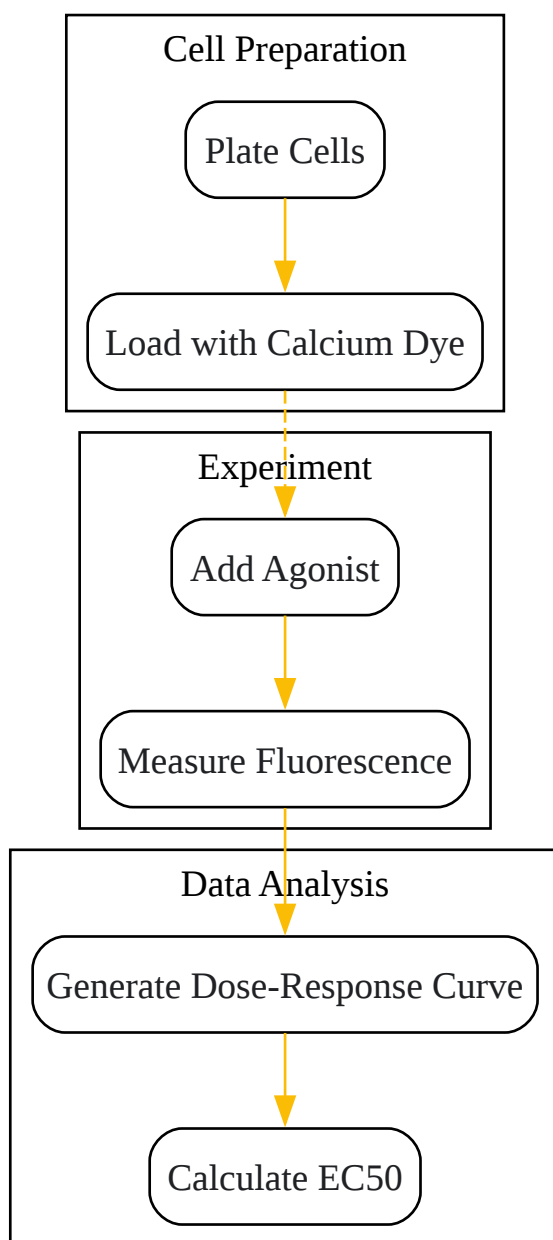 Cell Preparation
Plate Cells
Load with Calcium Dye
Experiment
Add Agonist
Measure Fluorescence
Data Analysis
Generate Dose-Response Curve
Calculate EC50